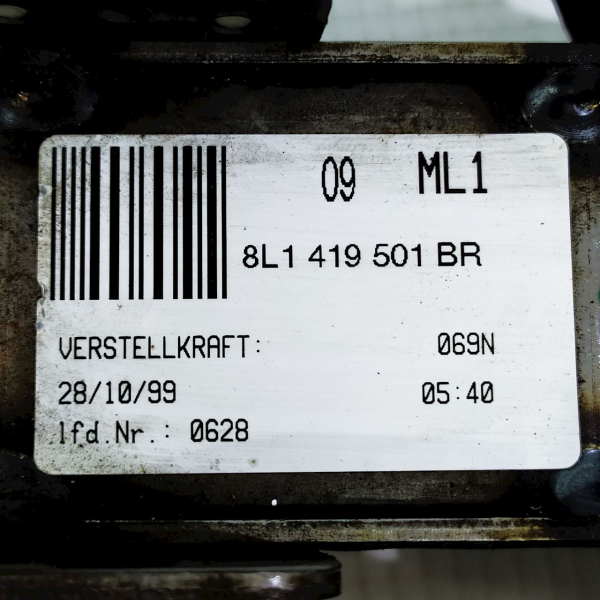 09 ML1
8L1 419 501 BR
VERSTELLKRAFT: 069N
28/10/99 05:40
lfd.Nr.: 0628